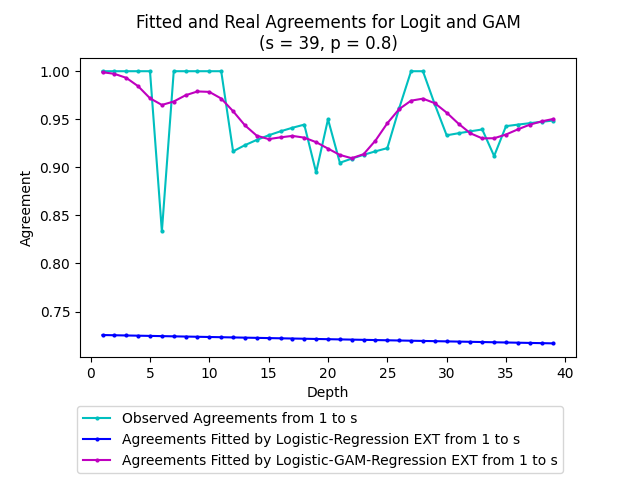 Fitted and Real Agreements for Logit and GAM
(s = 39, p = 0.8)
1.00
0.95
0.90
0.85
0.80
0.75
Agreement
0 5 10 15 20 25 30 35 40
Depth
Observed Agreements from 1 to s
Agreements Fitted by Logistic-Regression EXT from 1 to s
Agreements Fitted by Logistic-GAM-Regression EXT from 1 to s